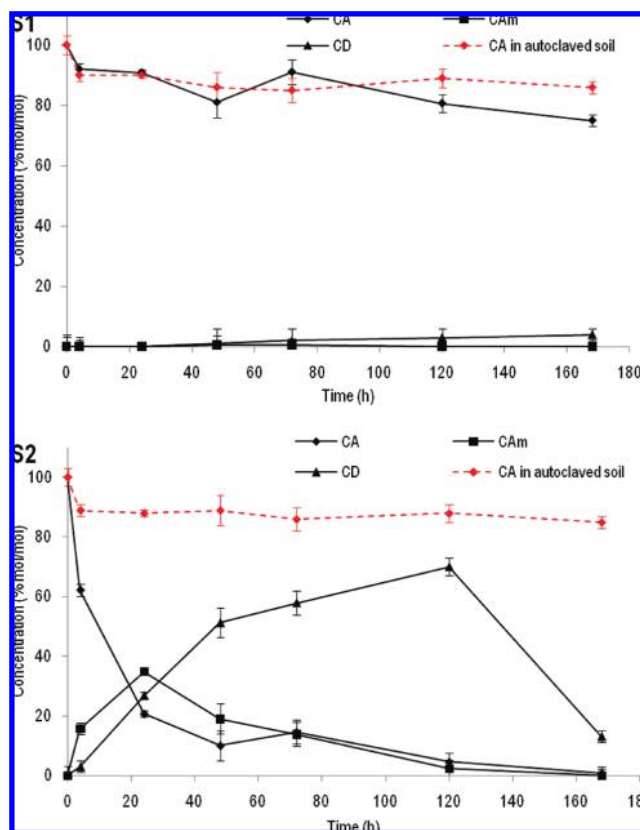 S1
CA CAm
CD CA in autoclaved soil
Concentration (%mol/mol)
100
80
60
40
20
0
0 20 40 60 80 100 120 140 160 180
Time (h)
S2
CA CAm
CD CA in autoclaved soil
Concentration (%mol/mol)
100
80
60
40
20
0
0 20 40 60 80 100 120 140 160 18
Time (h)